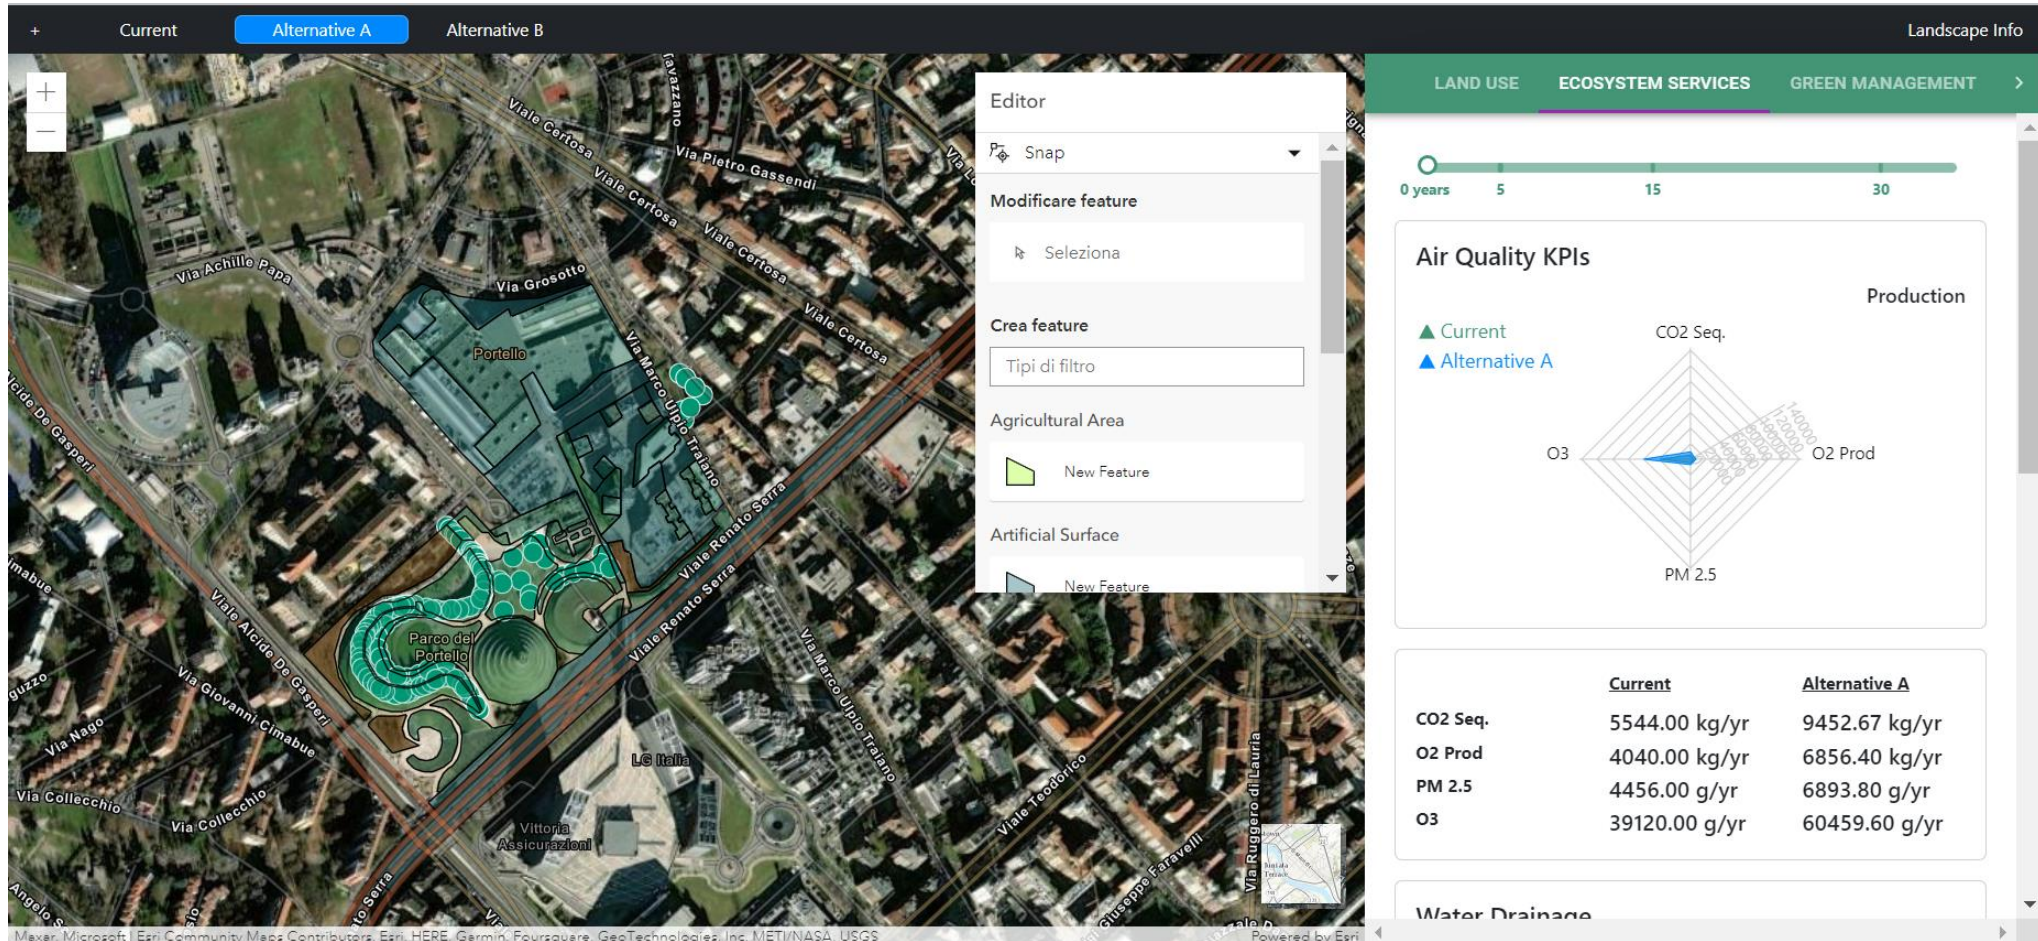 + Current Alternative A Alternative B Landscape Info
LAND USE ECOSYSTEM SERVICES GREEN MANAGEMENT
Editor
Snap
Modificare feature
Seleziona
Crea feature
Tipi di filtro
Agricultural Area
New Feature
Artificial Surface
New Feature
0 years 5 15 30
Air Quality KPIs
Production
Current
Alternative A
CO2 Seq.
O3
O2 Prod
PM 2.5
Current Alternative A
CO2 Seq. 5544.00 kg/yr 9452.67 kg/yr
O2 Prod 4040.00 kg/yr 6856.40 kg/yr
PM 2.5 4456.00 g/yr 6893.80 g/yr
O3 39120.00 g/yr 60459.60 g/yr
Water Drainage
Viale Certosa
Via Pietro Gassendi
Viale Certosa
Viale Certosa
Viale Certosa
Via Achille Papa
Via Grosotto
Portello
Via Marco Ulpio Traiano
Viale Renato Serra
Viale Renato Serra
Parco del
Portello
Viale Alcide De Gasperi
Via Giovanni Cimabue
Via Nago
Via Collecchio
Via Collecchio
LG Italia
Vittoria
Assicurazioni
Via Marco Ulpio Traiano
Via Teodorico
Via Ruggero di Lauria
Giuseppe Faravelli
Maxar, Microsoft | Esri Community Maps Contributors, Esri, HERE, Garmin, Foursquare, GeoTechnologies, Inc, METI/NASA, USGS
Powered by Esri